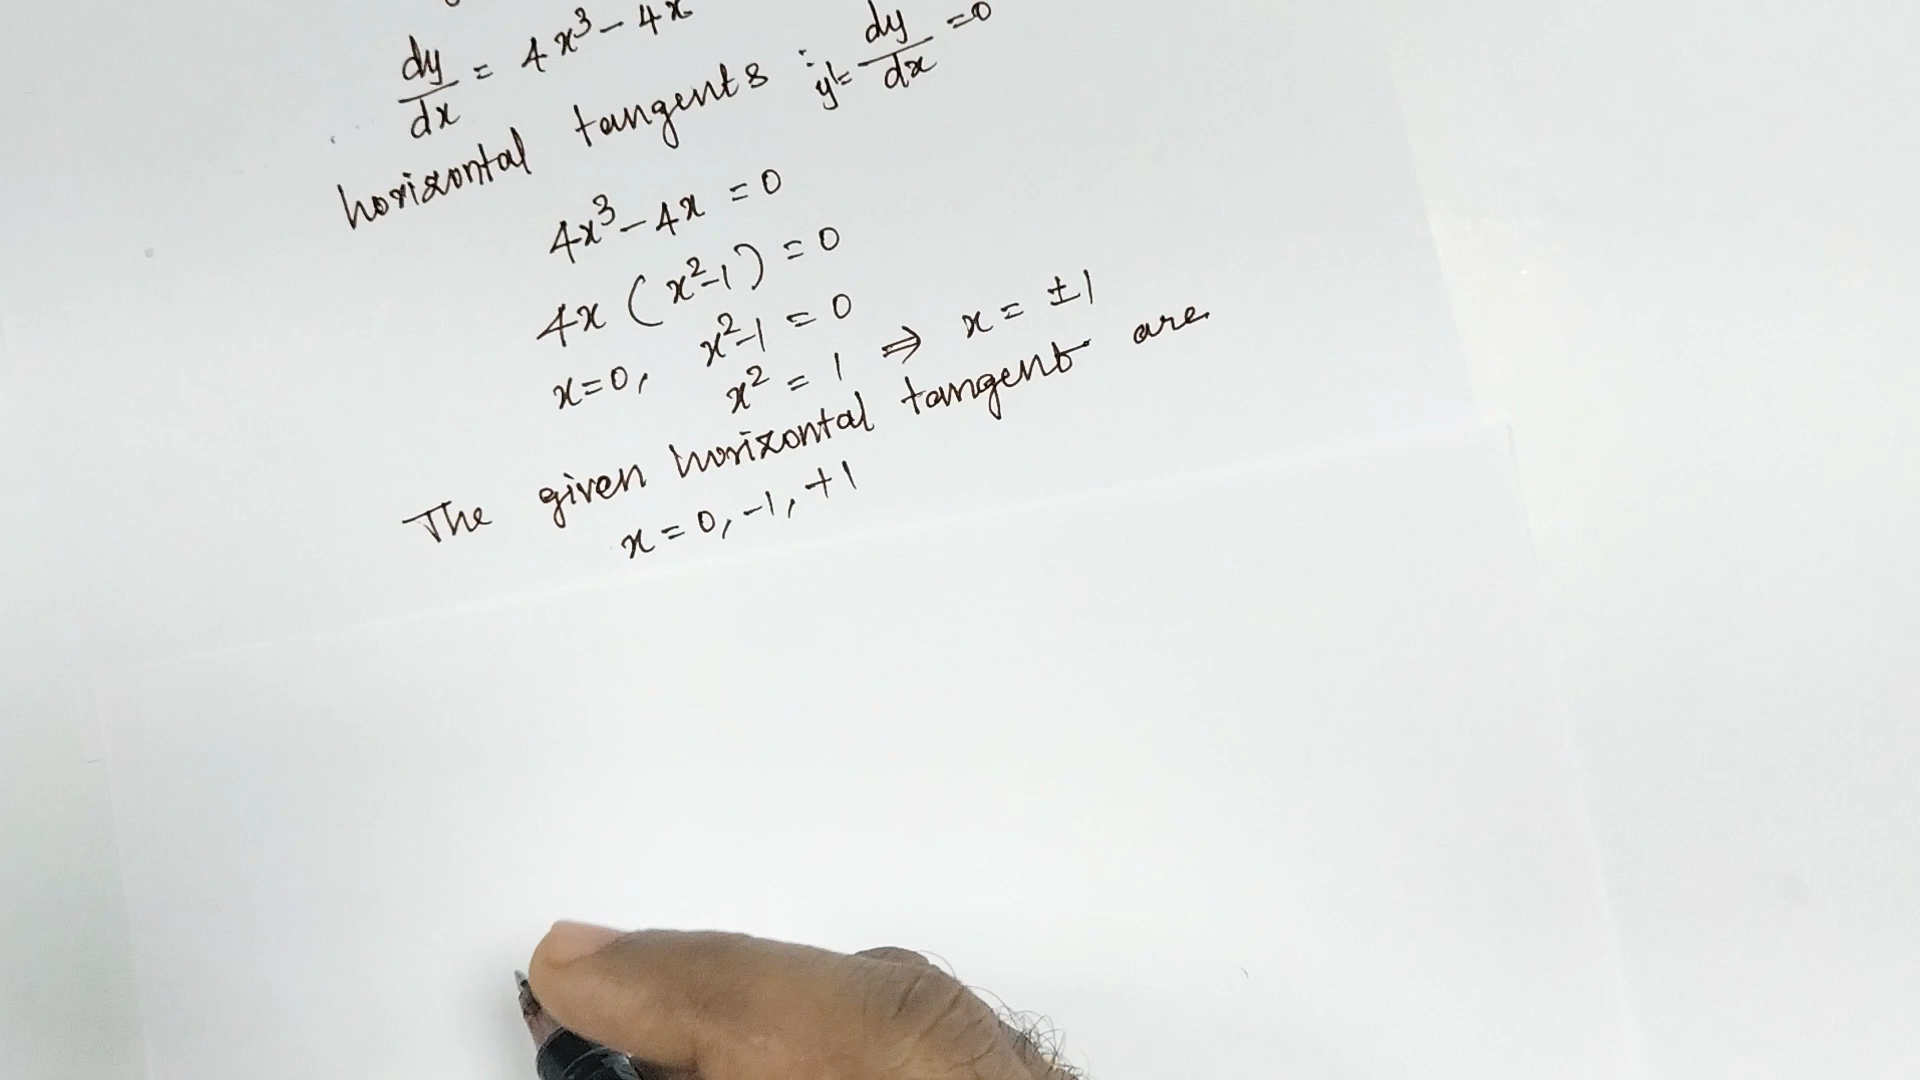 dy/dx = 4x³ - 4x
horizontal tangents : y' = dy/dx = 0
4x³ - 4x = 0
4x (x²-1) = 0
x=0, x²-1 = 0
x² = 1 ⇒ x = ±1
The given horizontal tangent are
x = 0, -1, +1